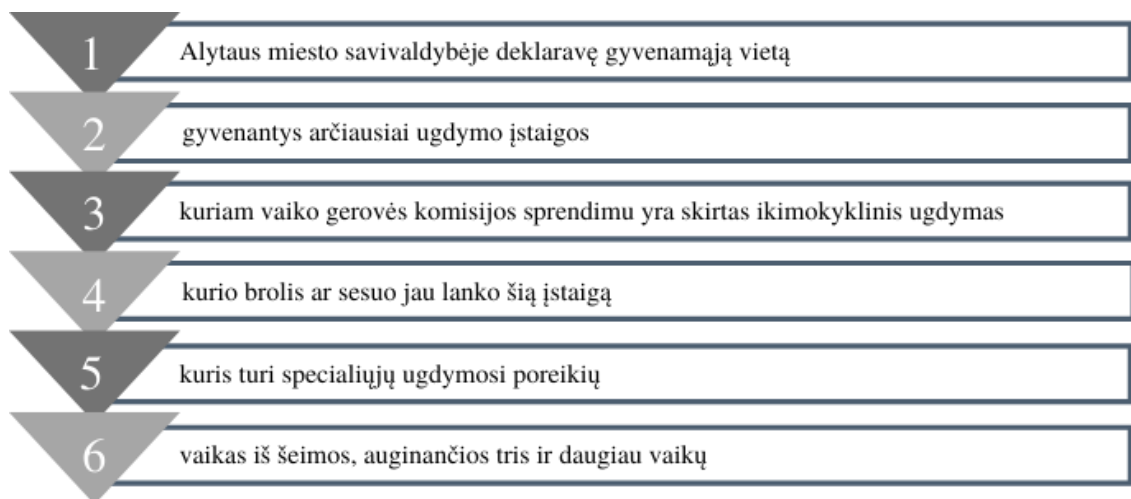 1 Alytaus miesto savivaldybėje deklaravę gyvenamąją vietą
2 gyvenantys arčiausiai ugdymo įstaigos
3 kuriam vaiko gerovės komisijos sprendimu yra skirtas ikimokyklinis ugdymas
4 kurio brolis ar sesuo jau lanko šią įstaigą
5 kuris turi specialiųjų ugdymosi poreikių
6 vaikas iš šeimos, auginančios tris ir daugiau vaikų